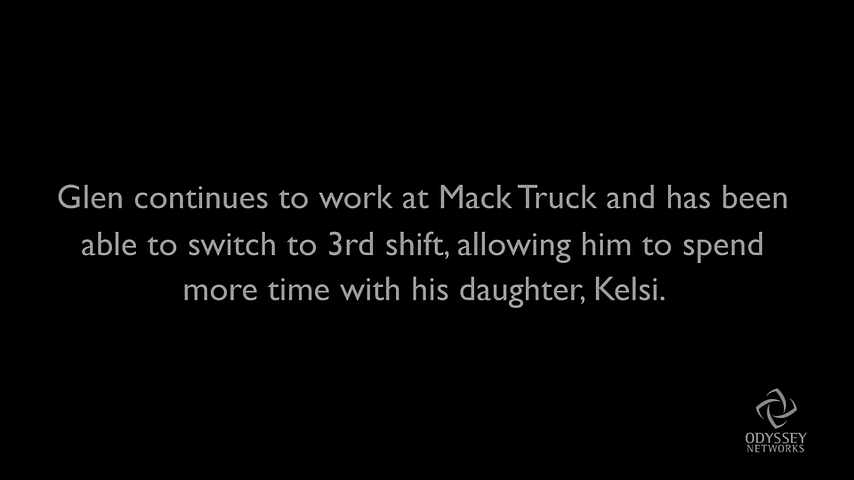 Glen continues to work at Mack Truck and has been
able to switch to 3rd shift, allowing him to spend
more time with his daughter, Kelsi.
ODYSSEY
NETWORKS